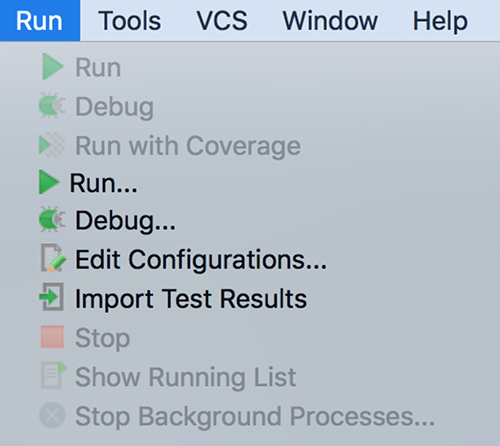 Run Tools VCS Window Help
Run
Debug
Run with Coverage
Run...
Debug...
Edit Configurations...
Import Test Results
Stop
Show Running List
Stop Background Processes...